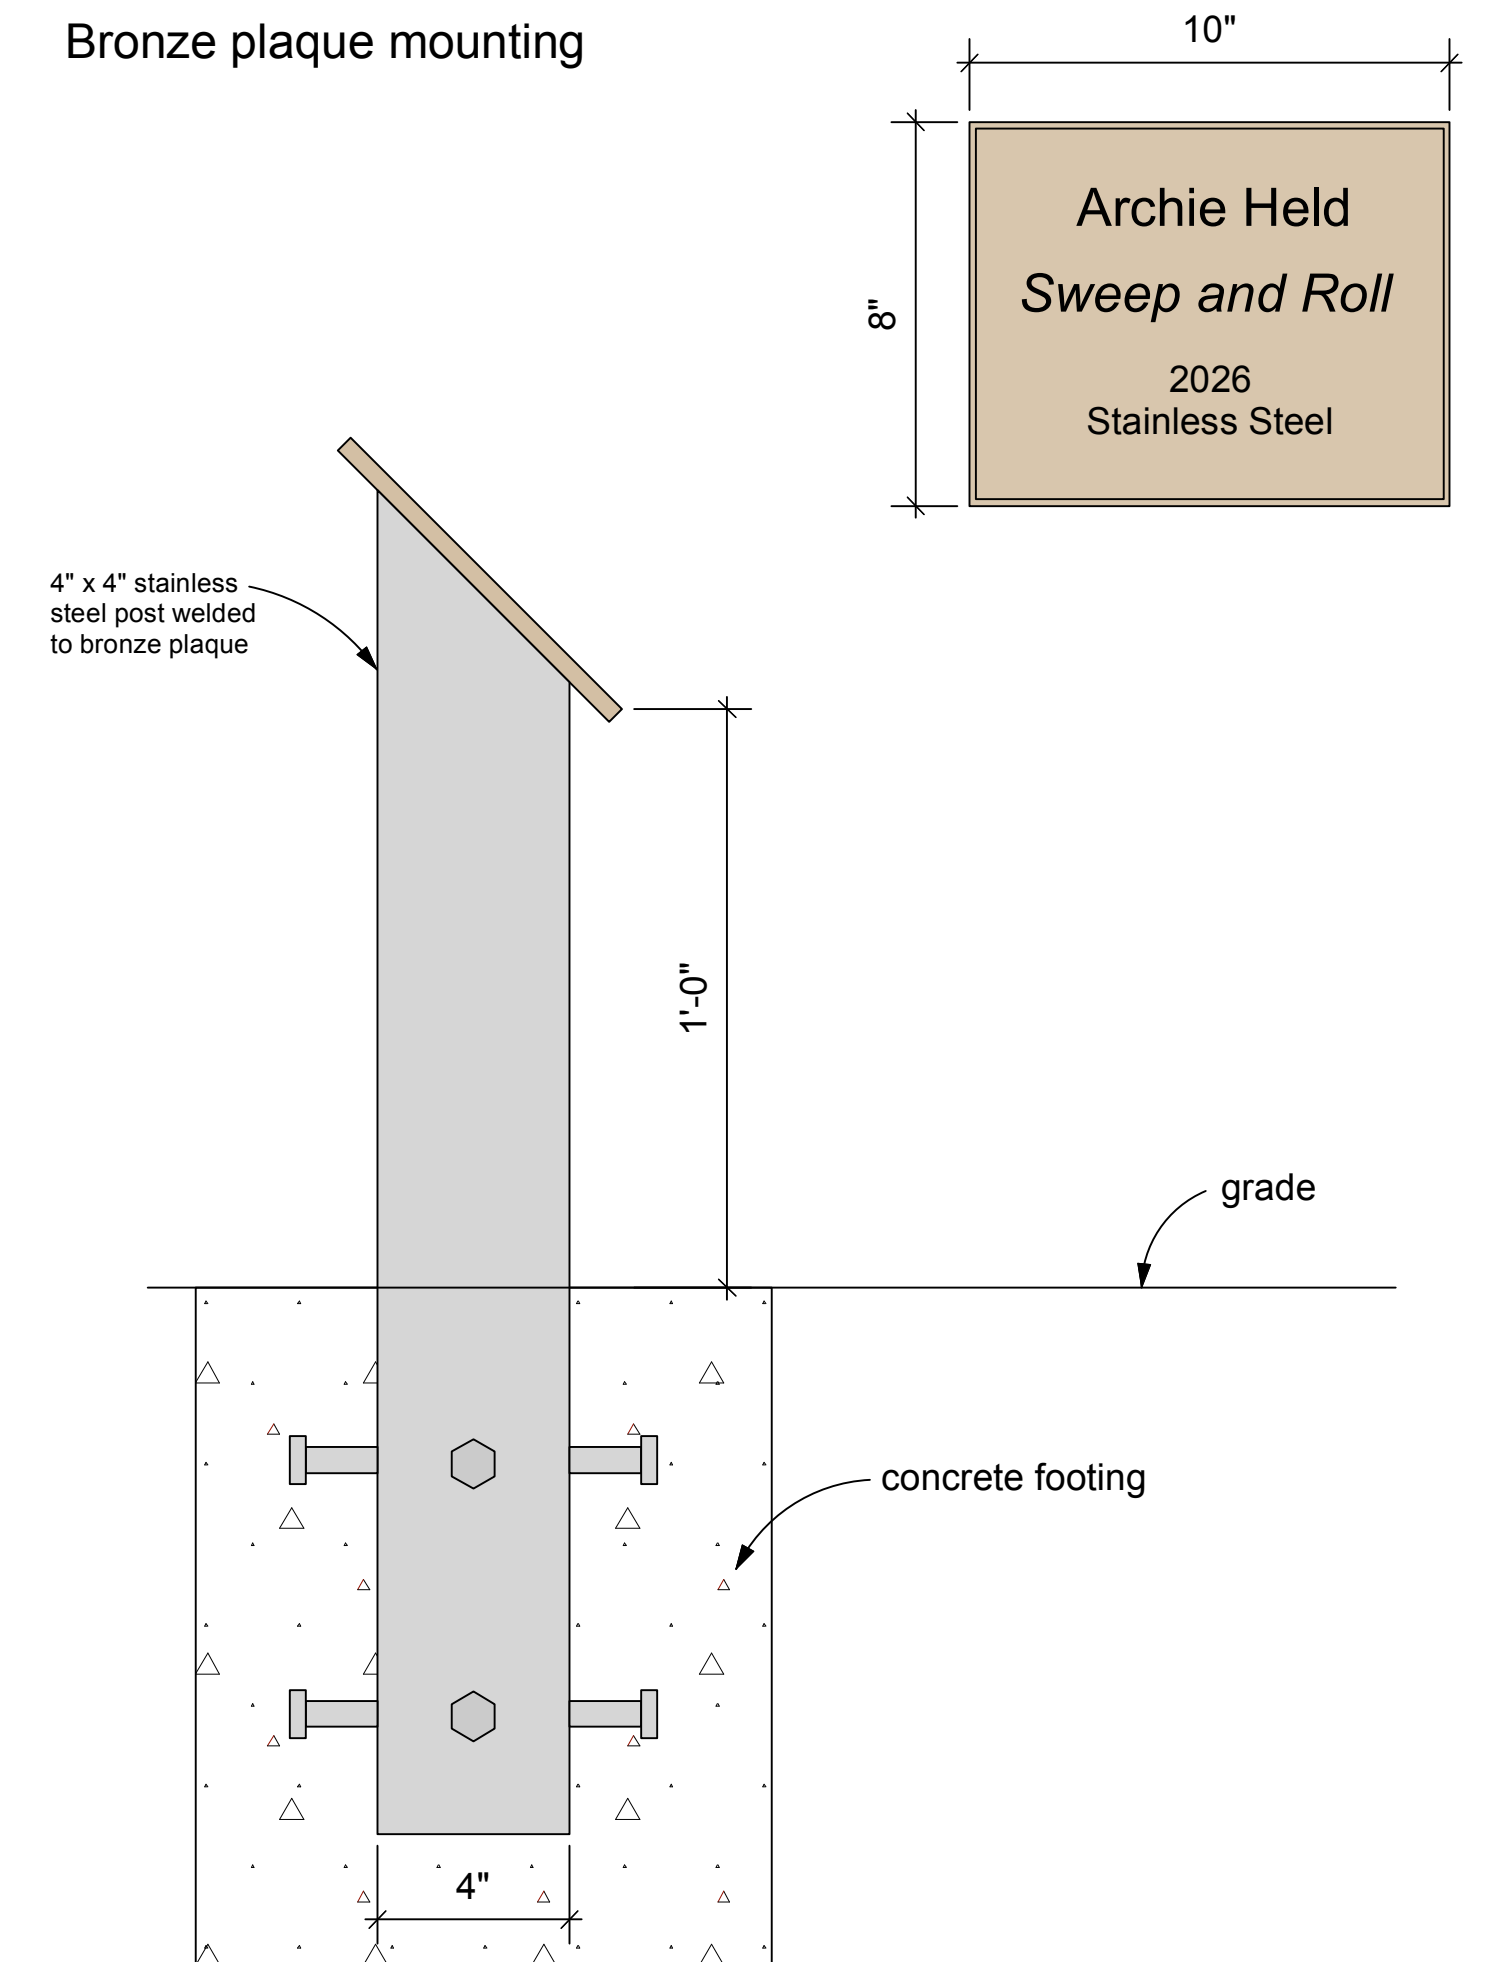 Bronze plaque mounting
10"
8"
Archie Held
Sweep and Roll
2026
Stainless Steel
4" x 4" stainless
steel post welded
to bronze plaque
1'-0"
grade
concrete footing
4"